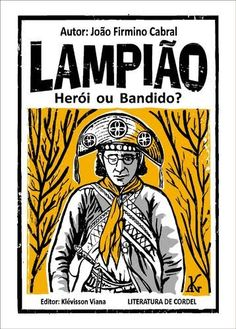 Autor: João Firmino Cabral
LAMPIÃO
Herói ou Bandido?
Editor: Klévisson Viana LITERATURA DE CORDEL